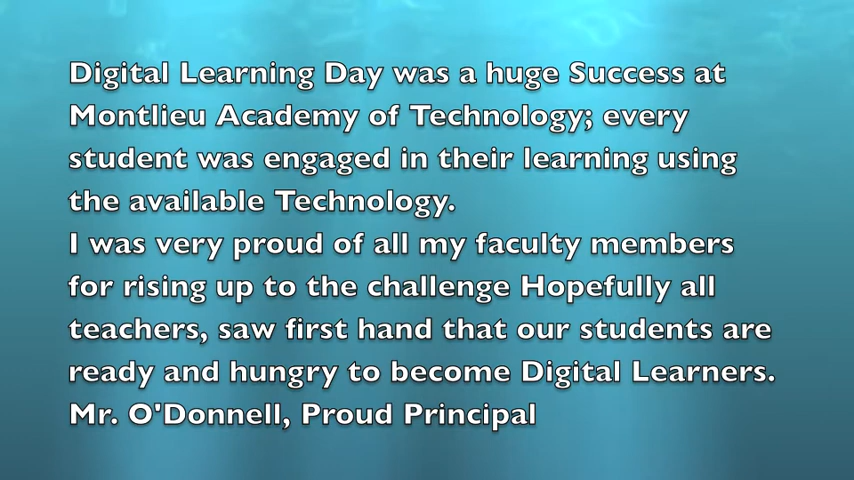 Digital Learning Day was a huge Success at
Montlieu Academy of Technology; every
student was engaged in their learning using
the available Technology.
I was very proud of all my faculty members
for rising up to the challenge Hopefully all
teachers, saw first hand that our students are
ready and hungry to become Digital Learners.
Mr. O'Donnell, Proud Principal